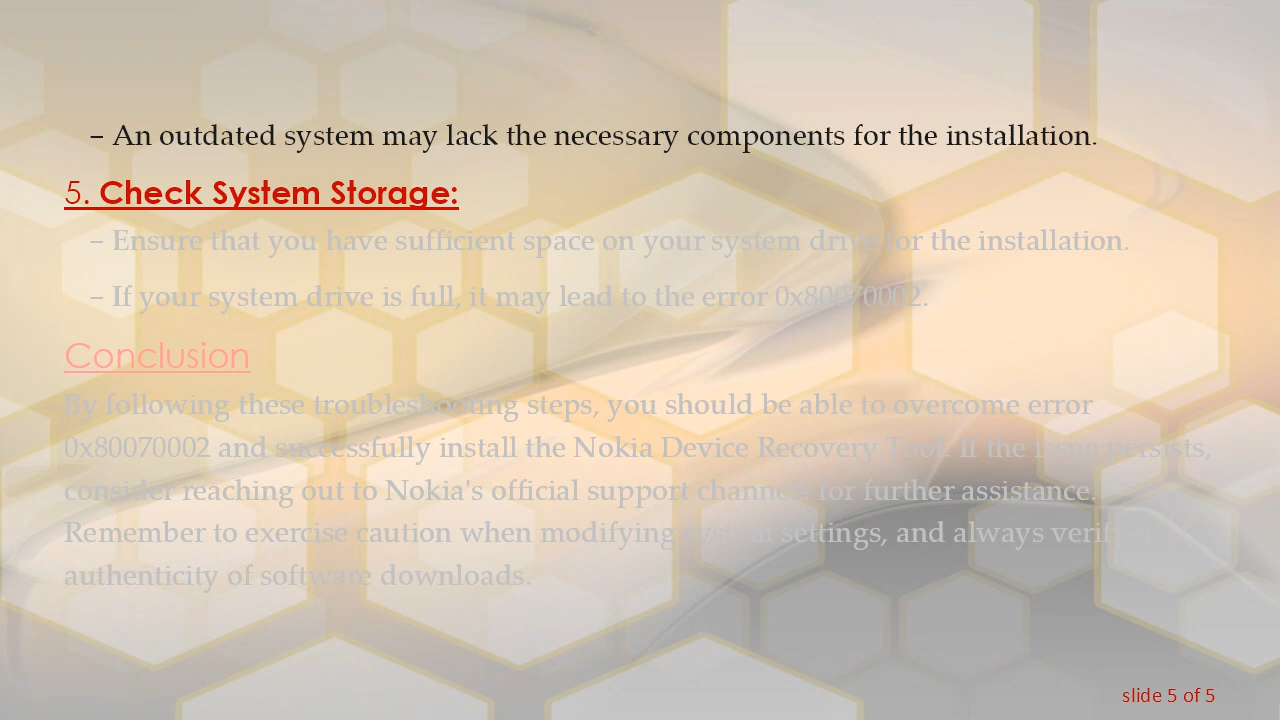 – An outdated system may lack the necessary components for the installation.
5. Check System Storage:
– Ensure that you have sufficient space on your system drive for the installation.
– If your system drive is full, it may lead to the error 0x80070002.
Conclusion
By following these troubleshooting steps, you should be able to overcome error
0x80070002 and successfully install the Nokia Device Recovery Tool. If the issue persists,
consider reaching out to Nokia's official support channels for further assistance.
Remember to exercise caution when modifying system settings, and always verify the
authenticity of software downloads.
slide 5 of 5